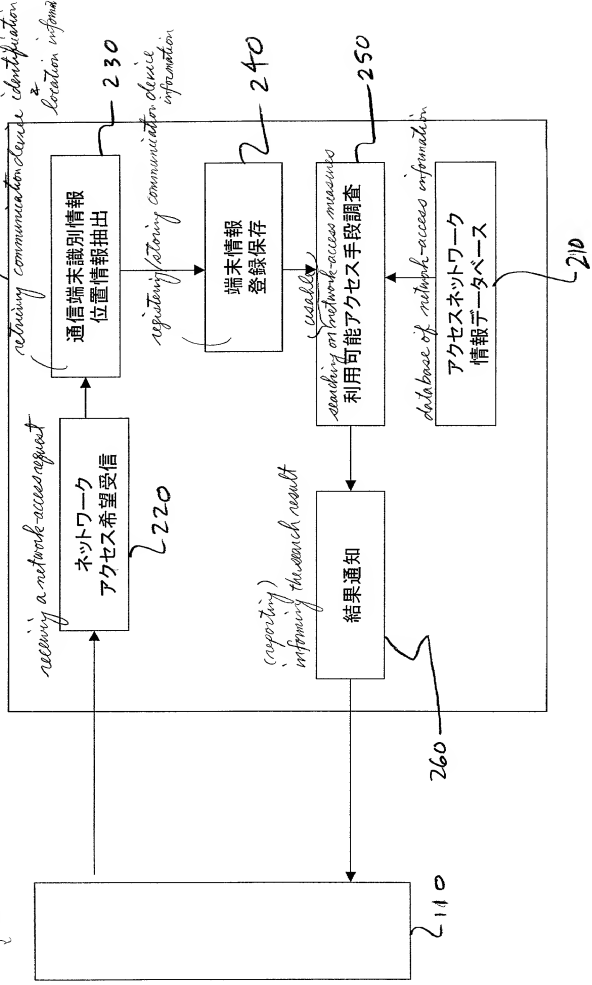 retrieving communication device identification
&
location informa
230
通信端末識別情報
位置情報抽出
receiving a network-access request
ネットワーク
アクセス希望受信
220
registering/storing communication device
information
240
端末情報
登録保存
(usable)
searching on network-access measures
250
利用可能アクセス手段調査
database of network-access information
アクセスネットワーク
情報データベース
210
(reporting)
informing the search result
結果通知
260
110